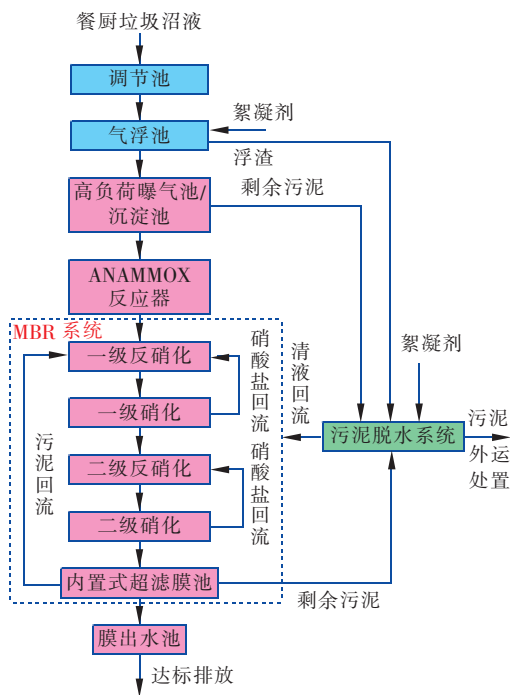 餐厨垃圾沼液
调节池
絮凝剂
气浮池
浮渣
高负荷曝气池/
沉淀池
剩余污泥
ANAMMOX
反应器
MBR 系统
一级反硝化
硝酸盐回流
清液回流
絮凝剂
一级硝化
污泥脱水系统
污泥
外运
处置
污泥回流
二级反硝化
硝酸盐回流
二级硝化
内置式超滤膜池
剩余污泥
膜出水池
达标排放